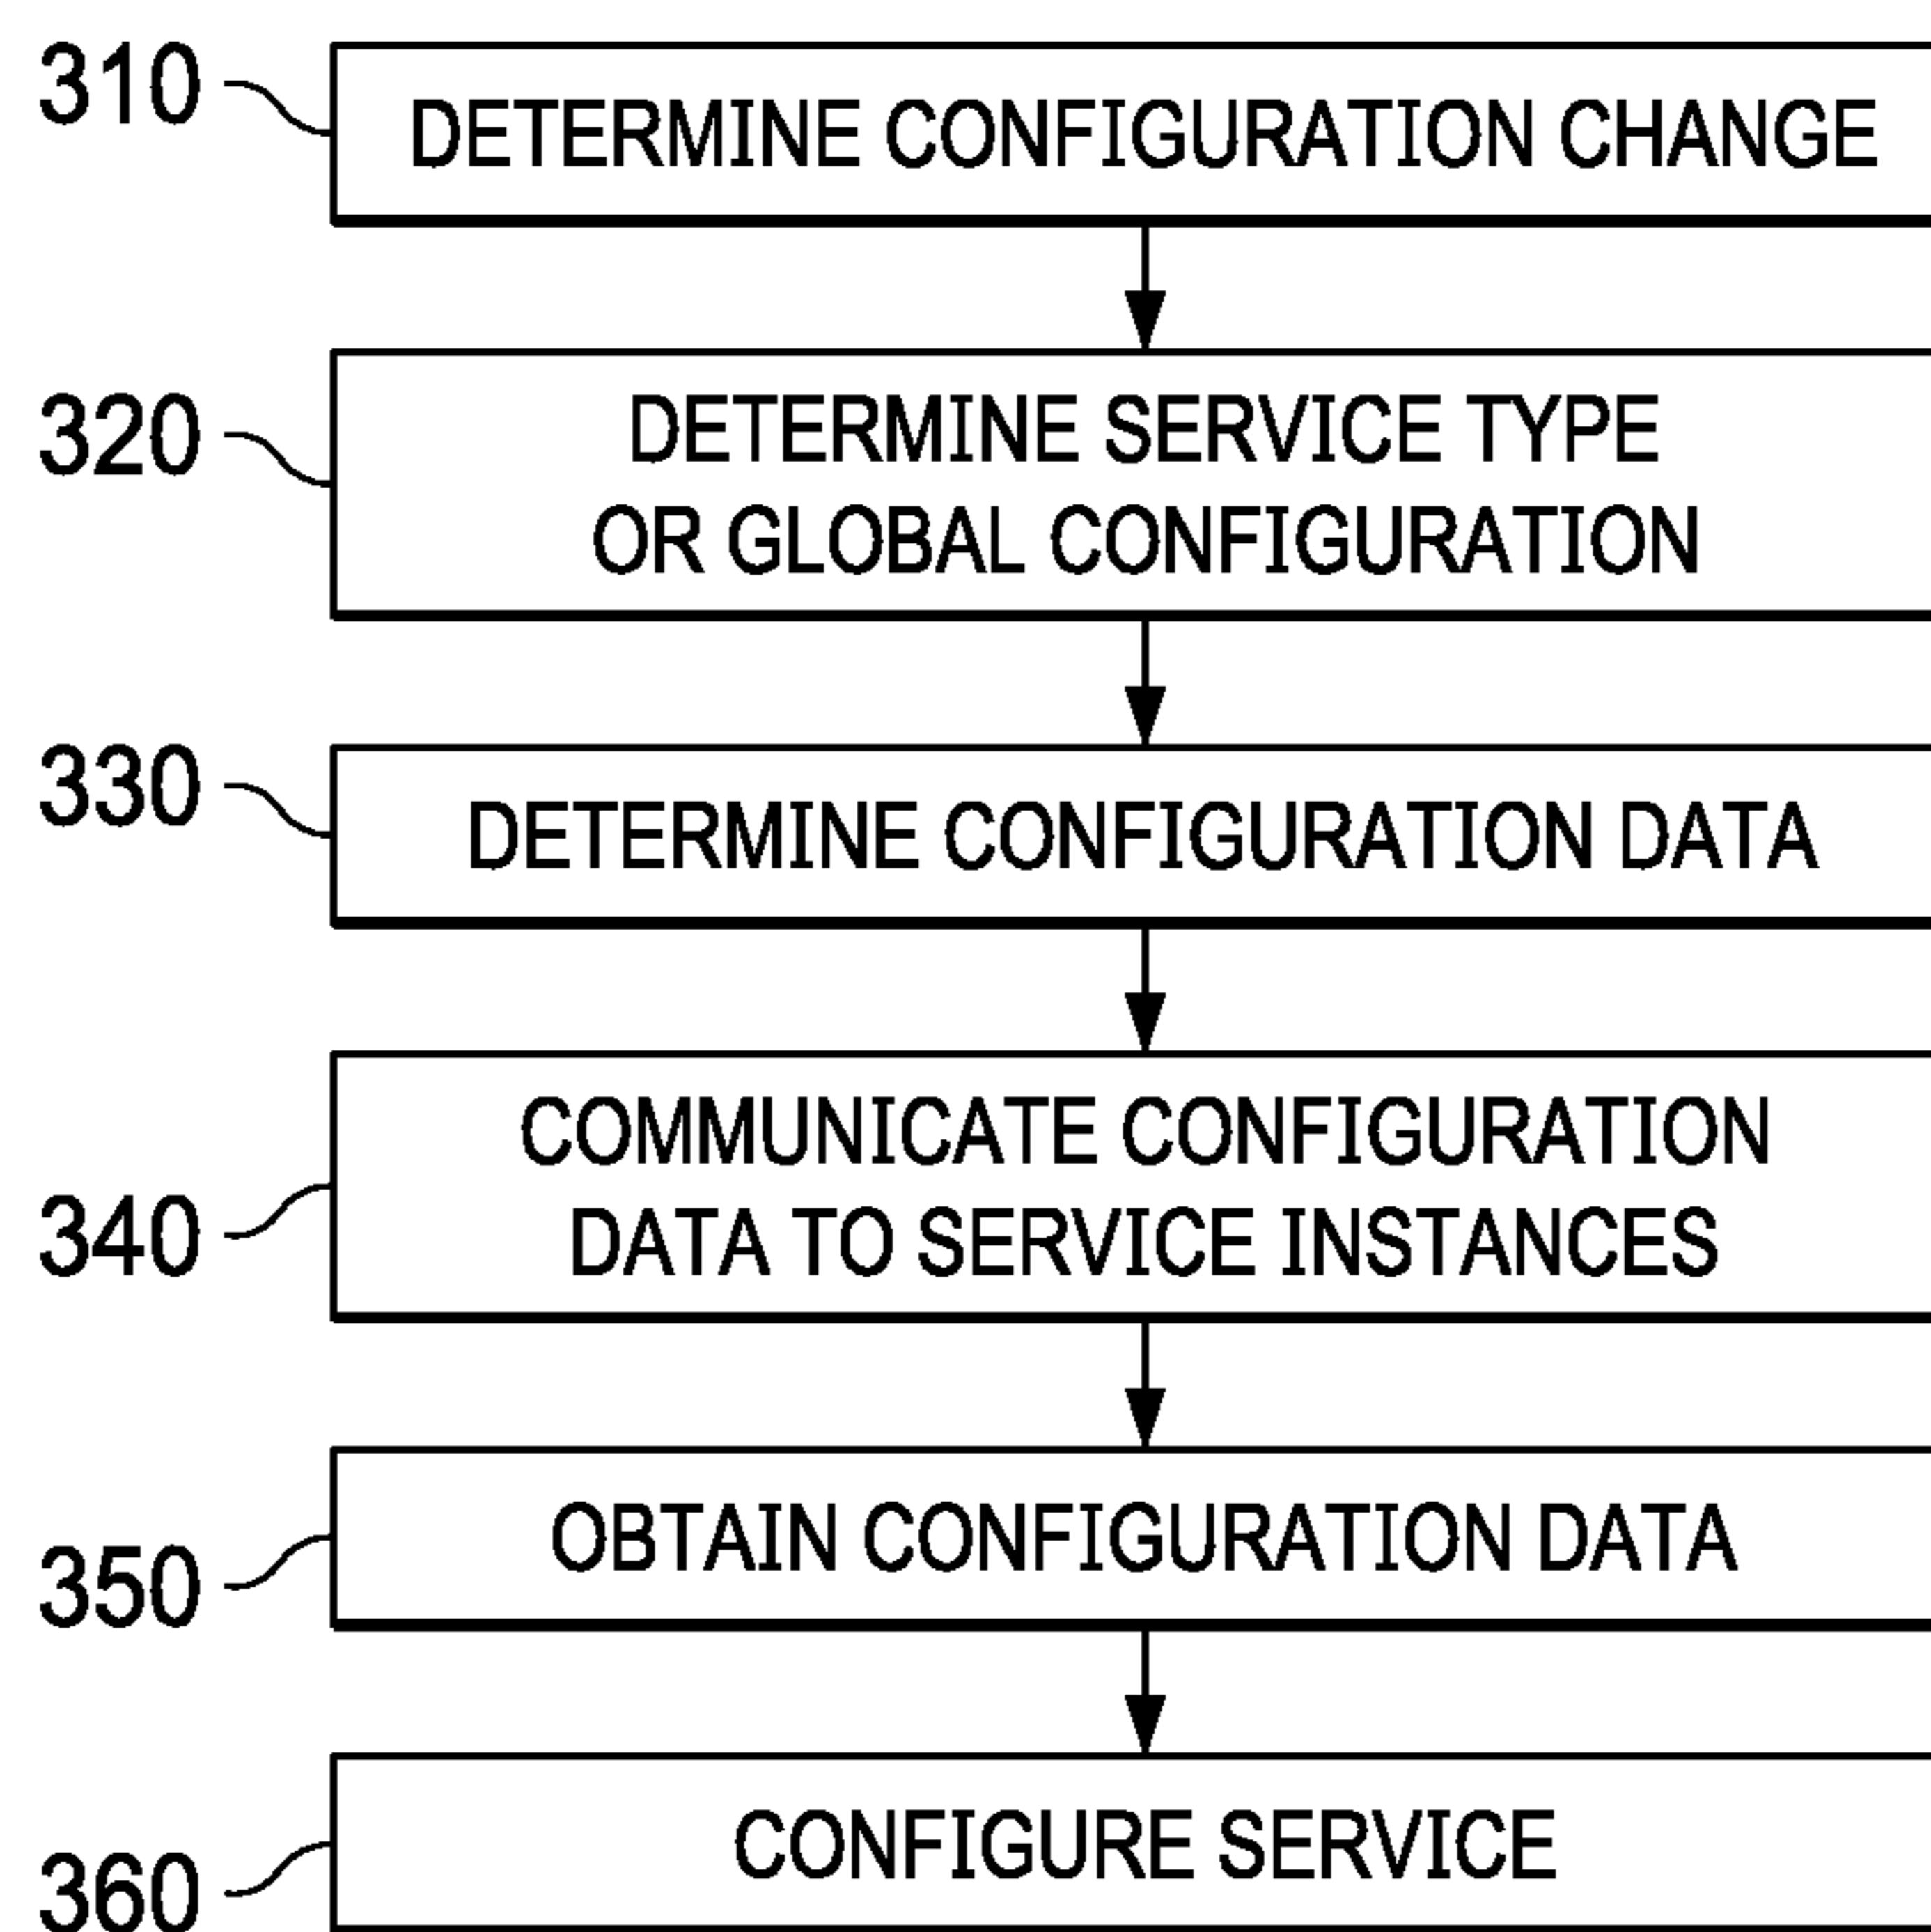 310
DETERMINE CONFIGURATION CHANGE
320
DETERMINE SERVICE TYPE
OR GLOBAL CONFIGURATION
330
DETERMINE CONFIGURATION DATA
COMMUNICATE CONFIGURATION
340
DATA TO SERVICE INSTANCES
350
OBTAIN CONFIGURATION DATA
360
CONFIGURE SERVICE